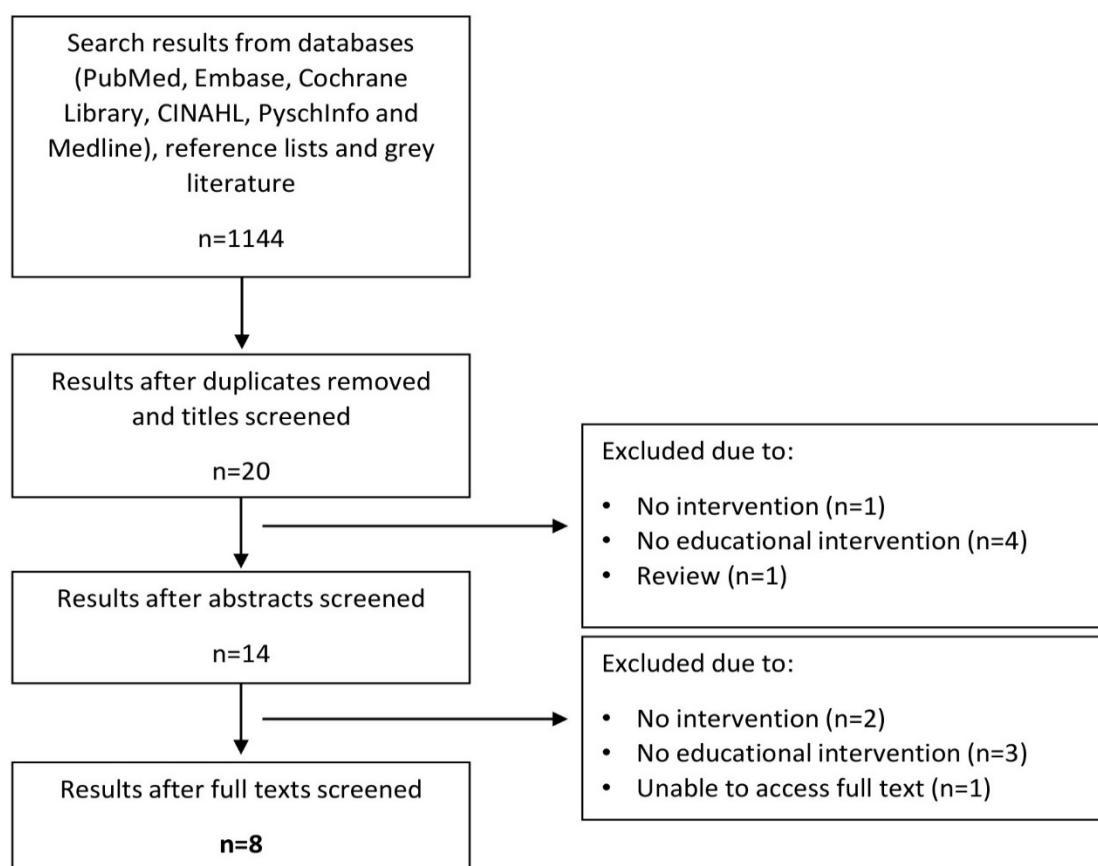 Search results from databases
(PubMed, Embase, Cochrane
Library, CINAHL, PyschInfo and
Medline), reference lists and grey
literature
n=1144
Results after duplicates removed
and titles screened
n=20
Excluded due to:
• No intervention (n=1)
• No educational intervention (n=4)
• Review (n=1)
Results after abstracts screened
n=14
Excluded due to:
• No intervention (n=2)
• No educational intervention (n=3)
• Unable to access full text (n=1)
Results after full texts screened
n=8